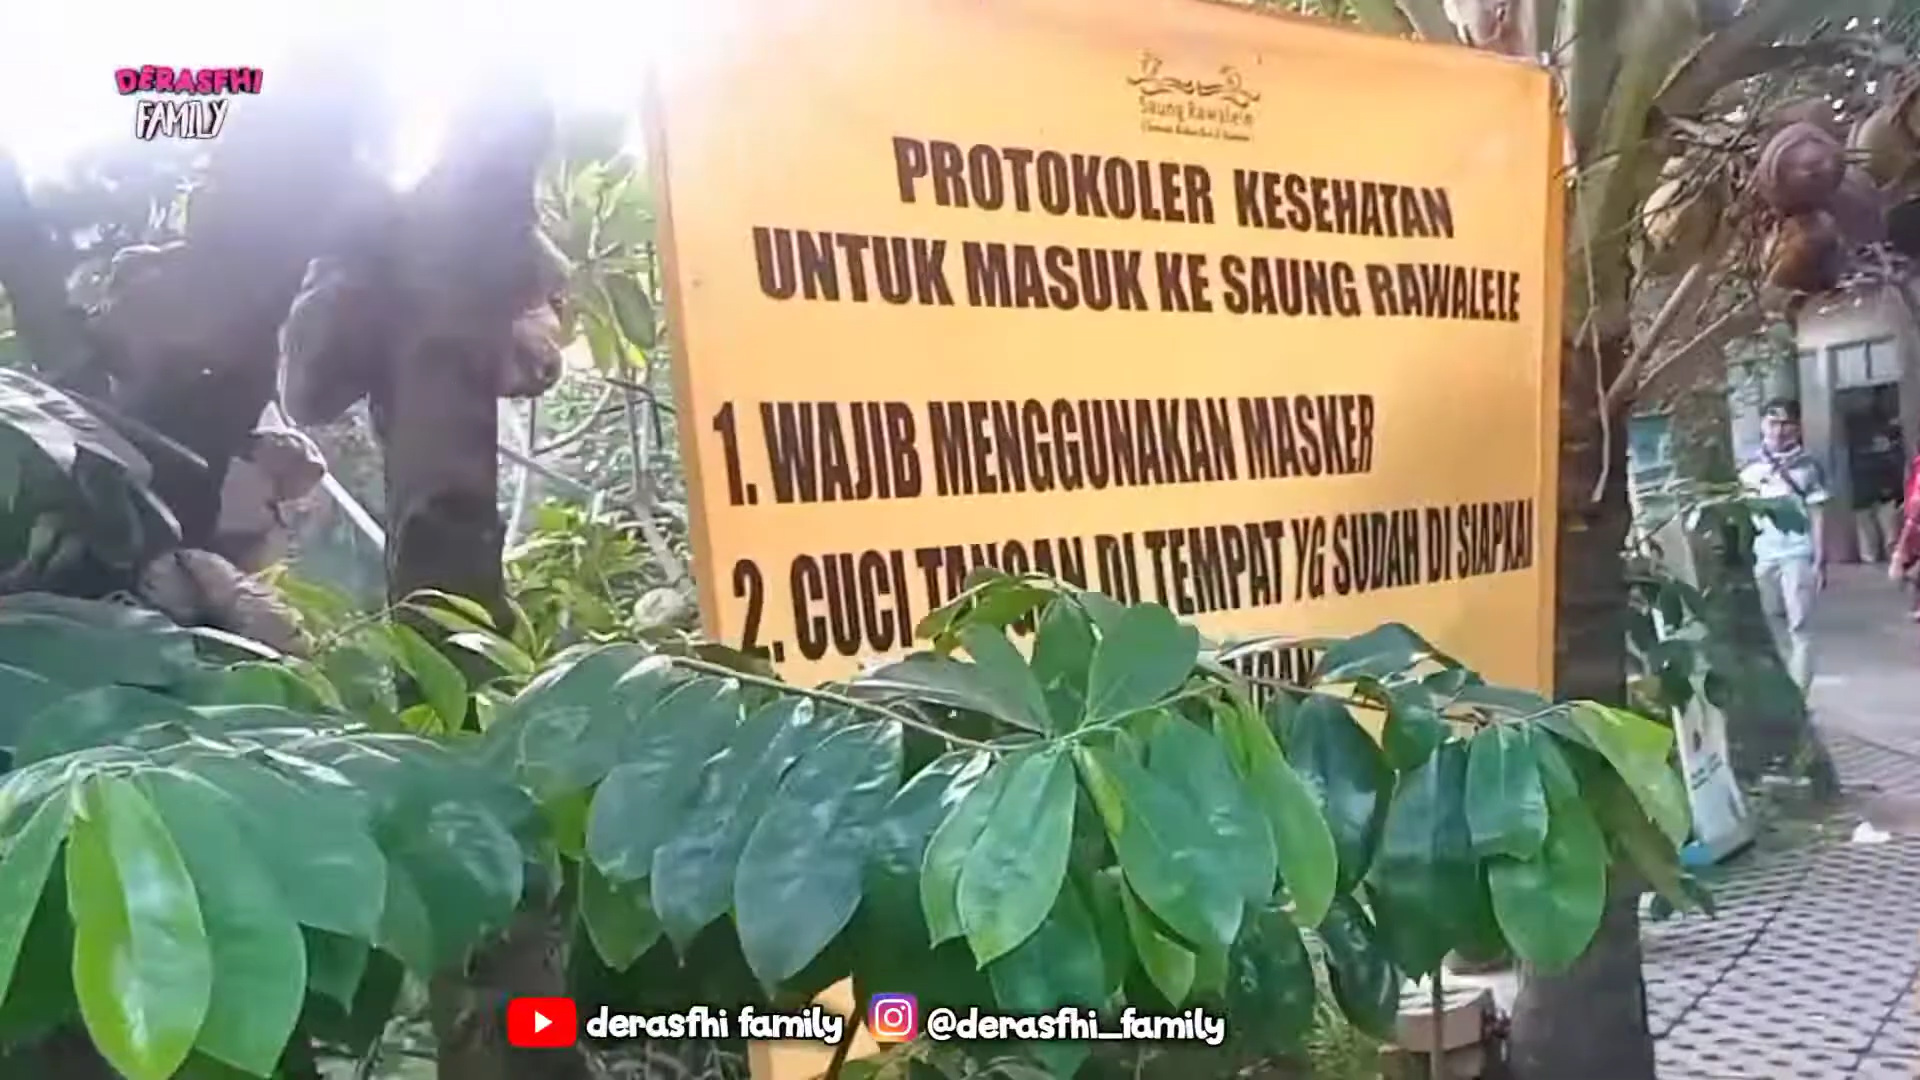 DERASFHI
FAMILY
Saung Rawalele
PROTOKOLER KESEHATAN
UNTUK MASUK KE SAUNG RAWALELE
1. WAJIB MENGGUNAKAN MASKER
2. CUCI TANGAN DI TEMPAT YG SUDAH DI SIAPKAN
derasfhi family @derasfhi_family